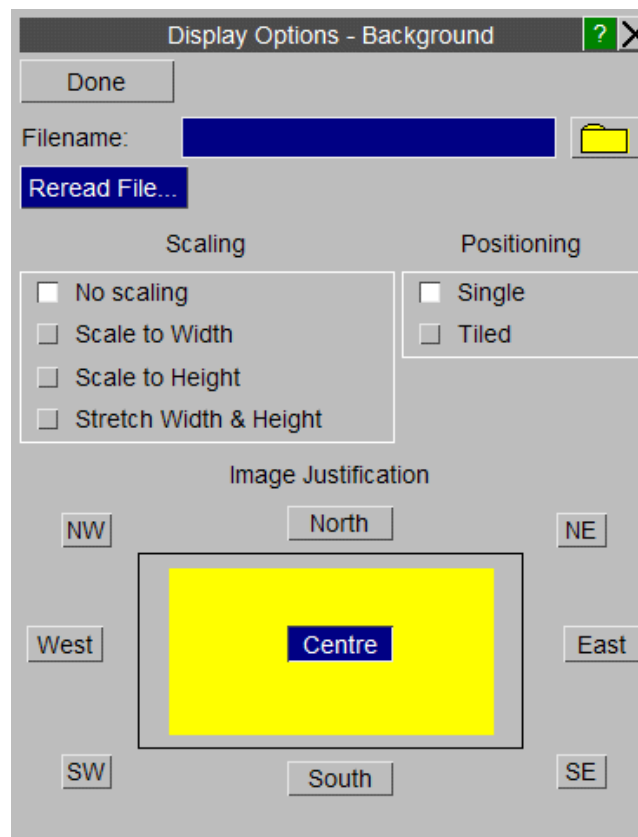 Display Options - Background ? X
Done
Filename:
Reread File...
Scaling Positioning
No scaling Single
Scale to Width Tiled
Scale to Height
Stretch Width & Height
Image Justification
NW North NE
West Centre East
SW South SE